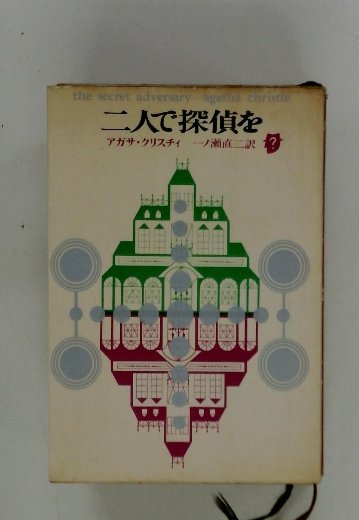 the secret adversary—agatha christie
二人で探偵を
アガサ・クリスチィ 一ノ瀬直二訳 ?